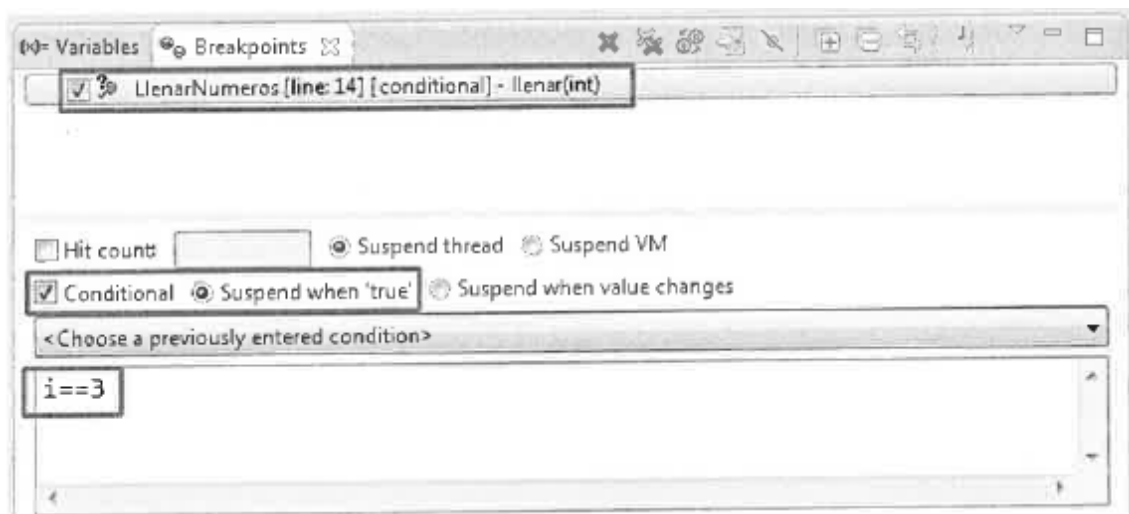 (x)= Variables Breakpoints
LlenarNumeros [line: 14] [conditional] - llenar(int)
Hit count: Suspend thread Suspend VM
Conditional Suspend when 'true' Suspend when value changes
<Choose a previously entered condition>
i==3